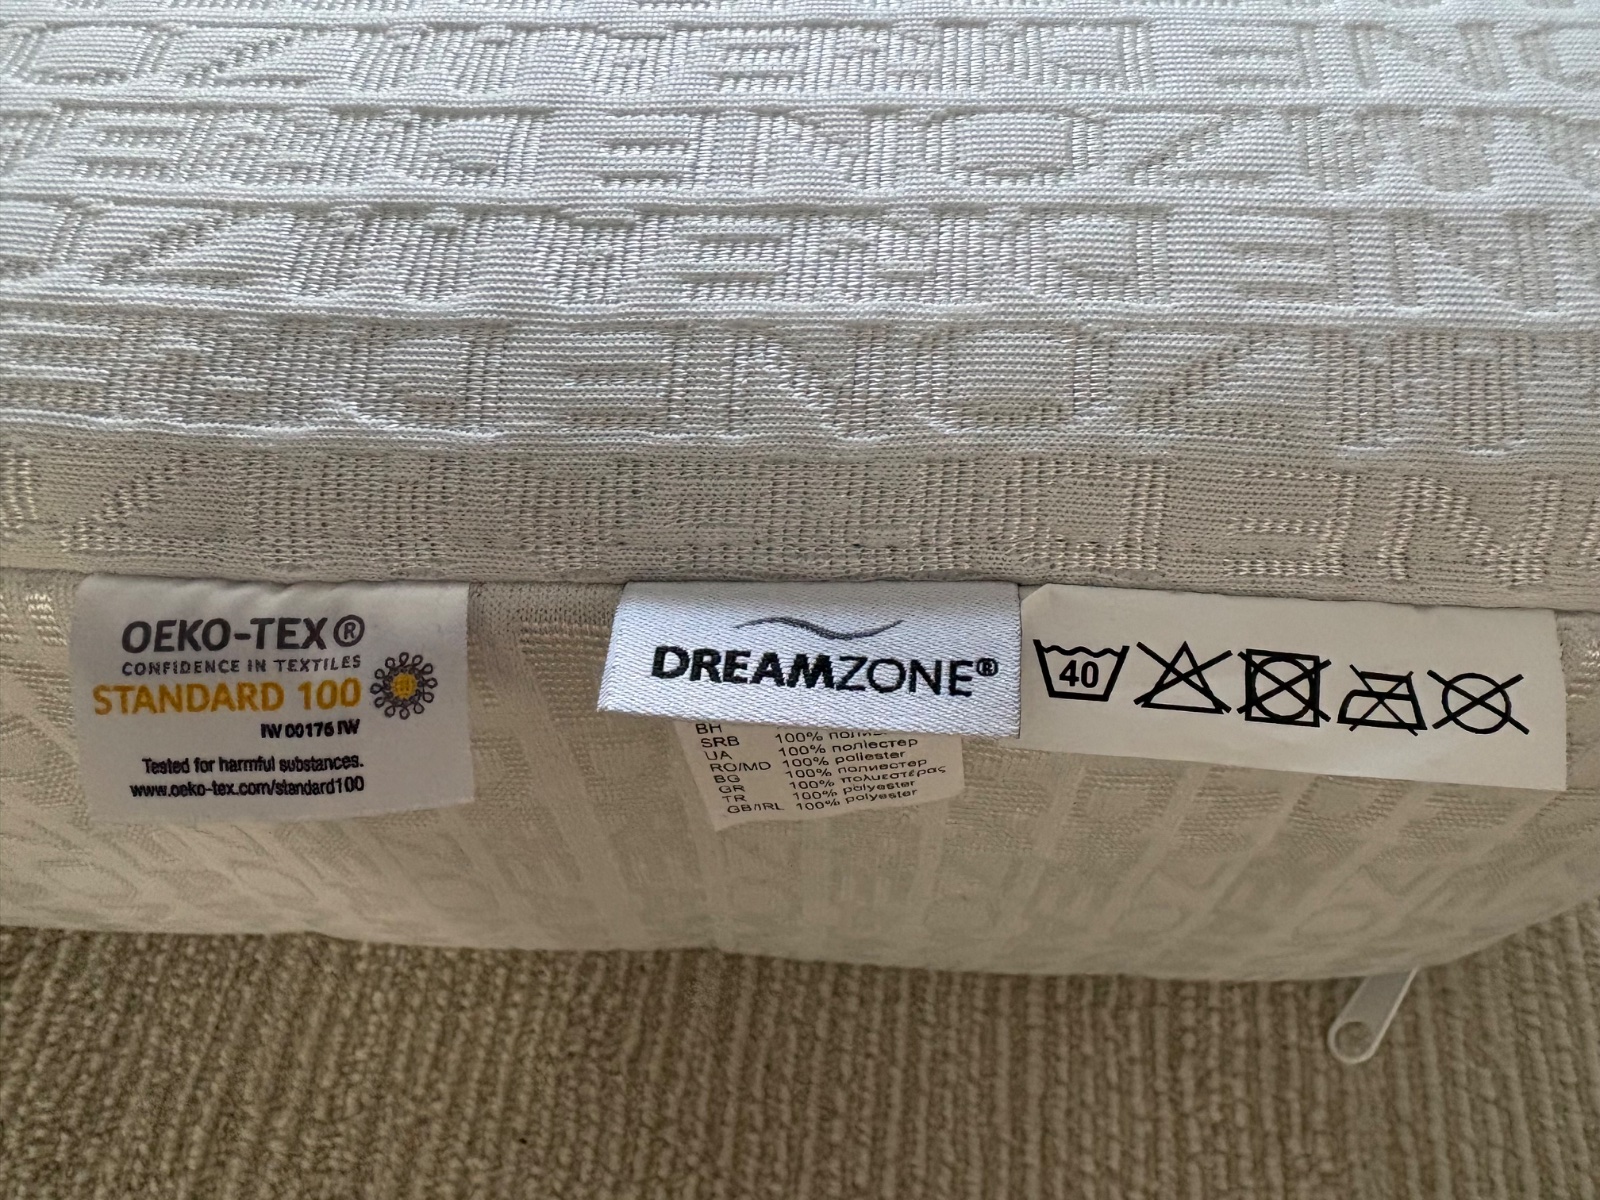 OEKO-TEX®
CONFIDENCE IN TEXTILES
STANDARD 100
IW 00176 IW
Tested for harmful substances.
www.oeko-tex.com/standard100
DREAMZONE®
BH
SRB 100%
UA 100% поліестер
RO/MD 100% poliester
BG 100% полиестер
GR 100% πολυεστέρας
TR 100% polyester
GB/IRL 100% polyester
40